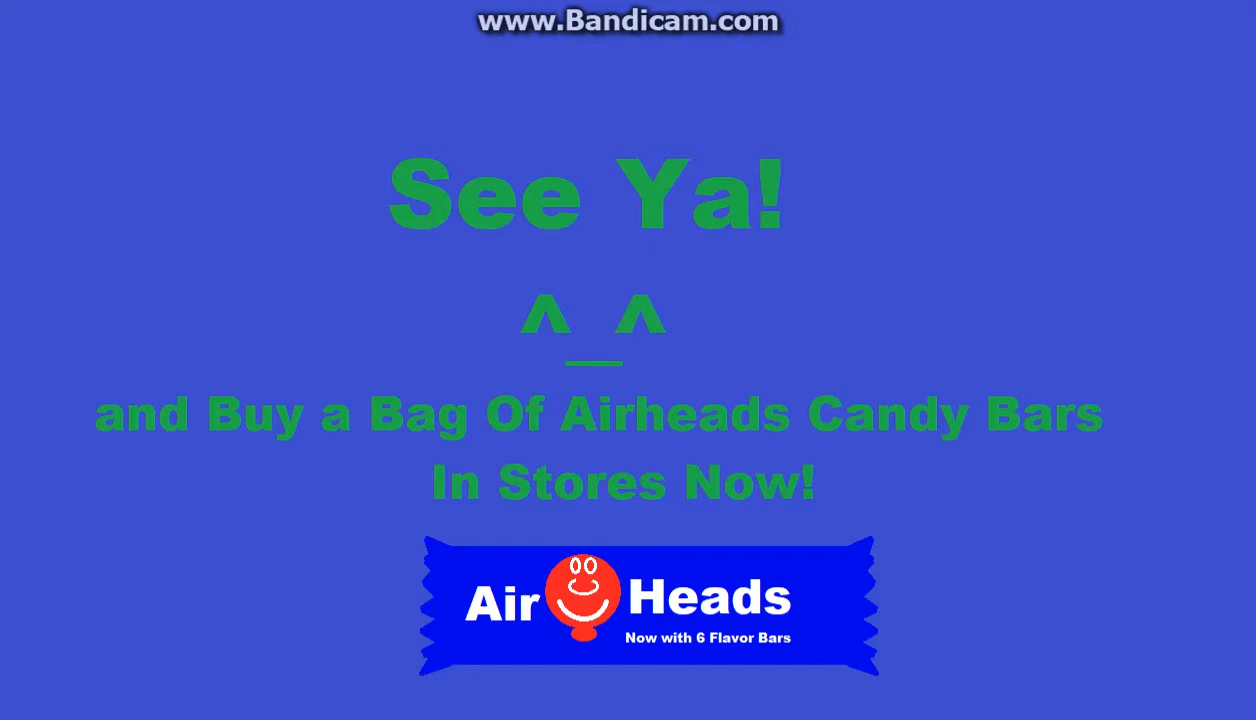 www.Bandicam.com
See Ya!
^_^
and Buy a Bag Of Airheads Candy Bars
In Stores Now!
Air Heads
Now with 6 Flavor Bars